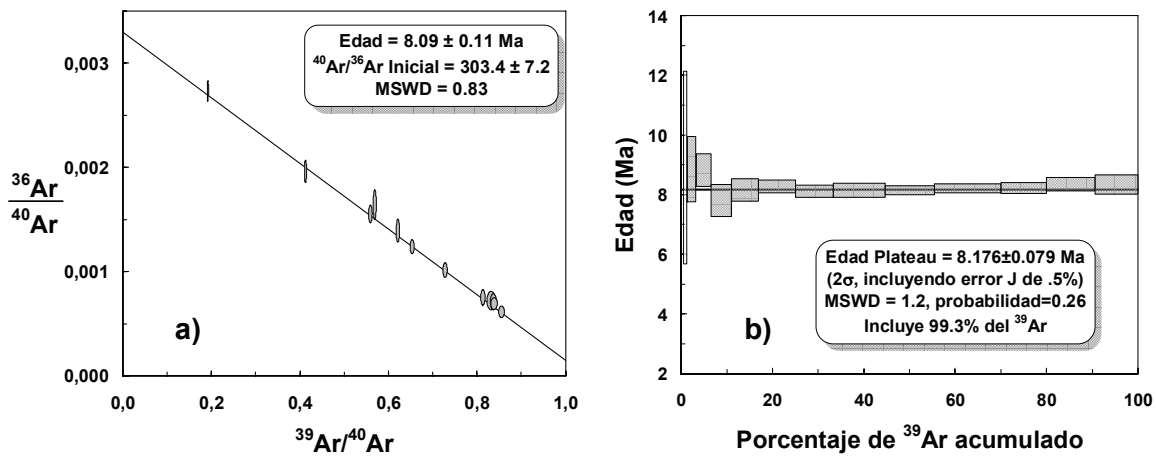 Edad = 8.09 ± 0.11 Ma
⁴⁰Ar/³⁶Ar Inicial = 303.4 ± 7.2
MSWD = 0.83
³⁶Ar
⁴⁰Ar
0,003
0,002
0,001
0,000
a)
0,0 0,2 0,4 0,6 0,8 1,0
³⁹Ar/⁴⁰Ar
Edad (Ma)
14
12
10
8
6
4
2
Edad Plateau = 8.176±0.079 Ma
(2σ, incluyendo error J de .5%)
MSWD = 1.2, probabilidad=0.26
Incluye 99.3% del ³⁹Ar
b)
0 20 40 60 80 100
Porcentaje de ³⁹Ar acumulado